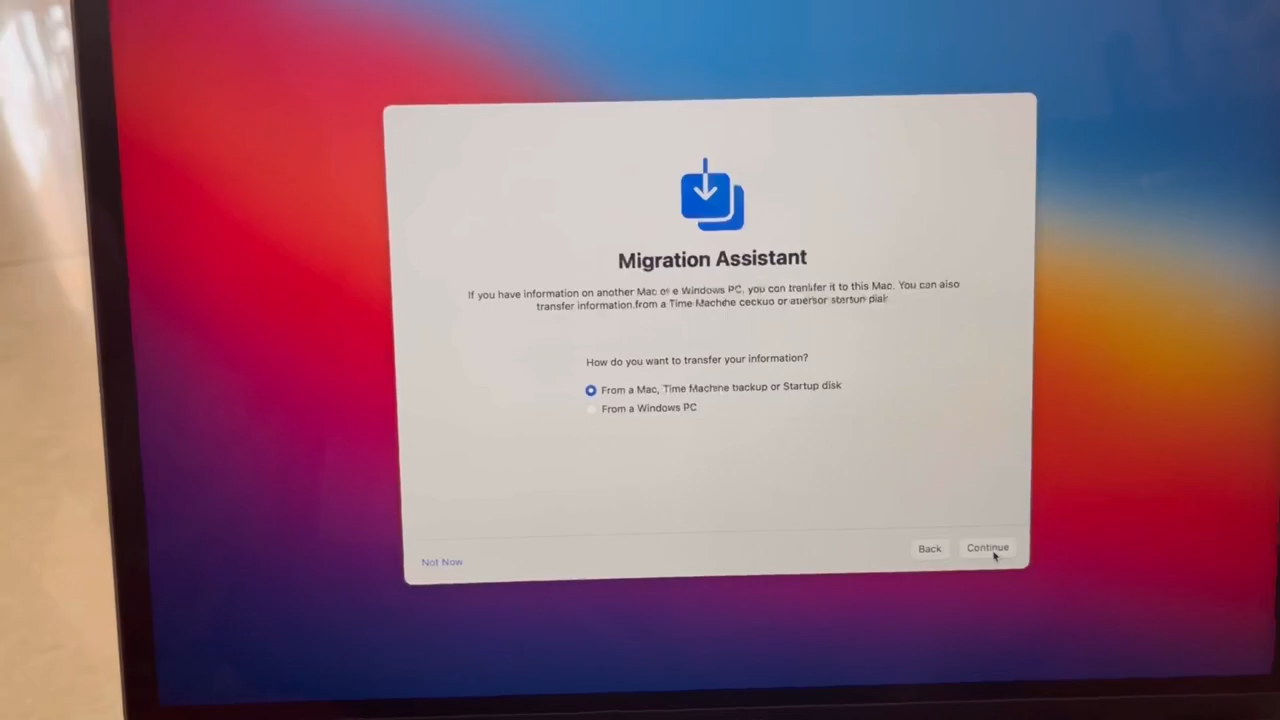 Migration Assistant
If you have information on another Mac or a Windows PC, you can transfer it to this Mac. You can also
transfer information from a Time Machine
How do you want to transfer your information?
From a Mac, Time Machine backup or Startup disk
From a Windows PC
Not Now
Back
Continue